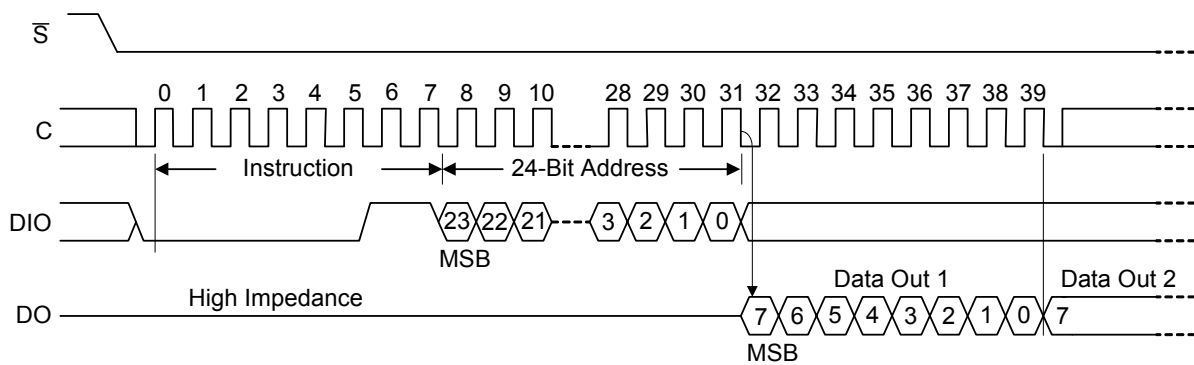 S̅
0 1 2 3 4 5 6 7 8 9 10 28 29 30 31 32 33 34 35 36 37 38 39
C
Instruction 24-Bit Address
DIO 23 22 21 3 2 1 0
MSB
High Impedance Data Out 1 Data Out 2
DO 7 6 5 4 3 2 1 0 7
MSB